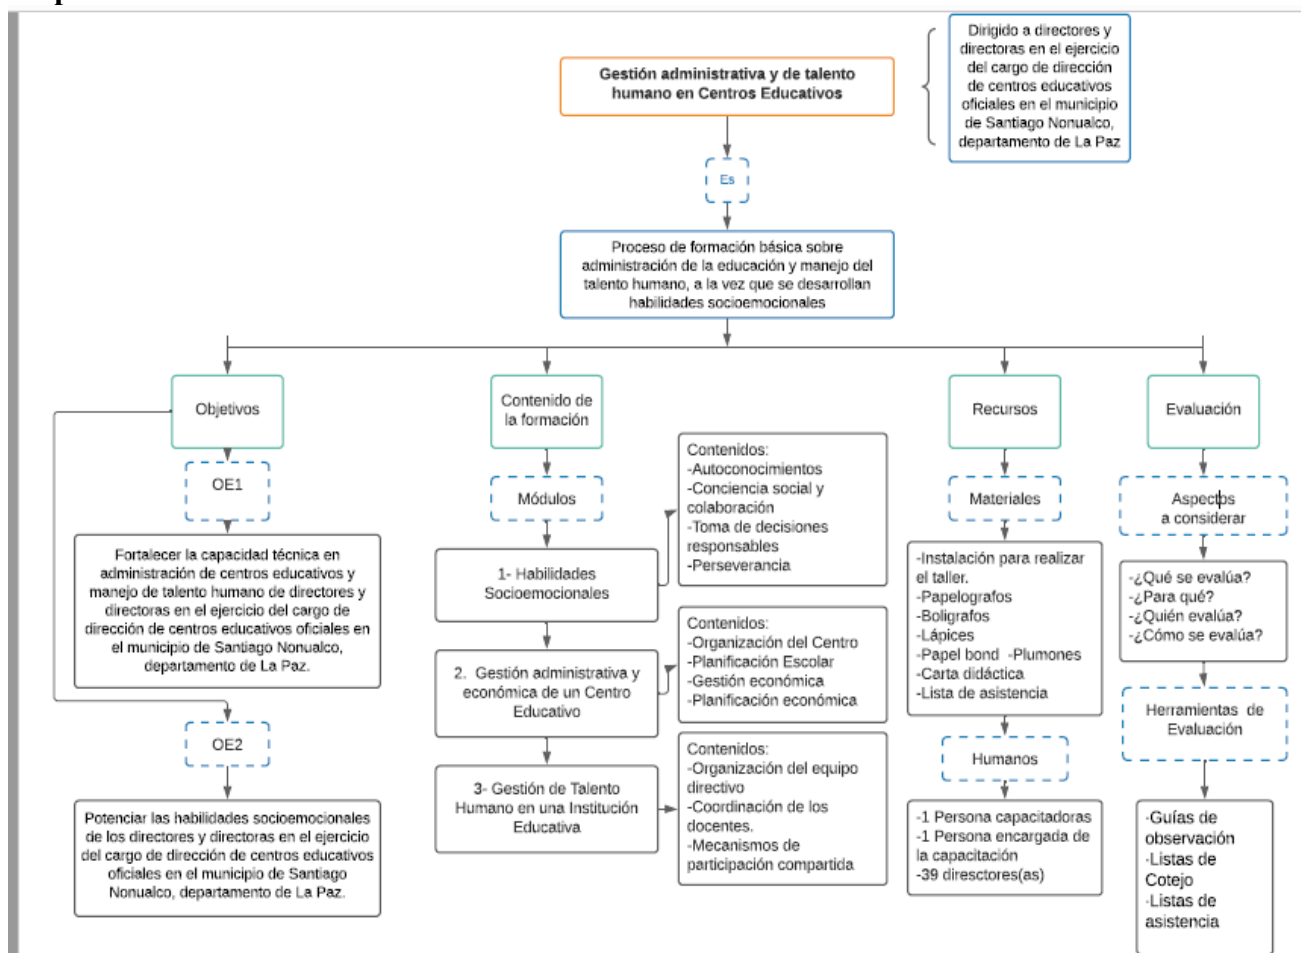 Gestión administrativa y de talento
humano en Centros Educativos
Dirigido a directores y
directoras en el ejercicio
del cargo de dirección
de centros educativos
oficiales en el municipio
de Santiago Nonualco,
departamento de La Paz
Es
Proceso de formación básica sobre
administración de la educación y manejo del
talento humano, a la vez que se desarrollan
habilidades socioemocionales
Objetivos
OE1
Fortalecer la capacidad técnica en
administración de centros educativos y
manejo de talento humano de directores y
directoras en el ejercicio del cargo de
dirección de centros educativos oficiales en
el municipio de Santiago Nonualco,
departamento de La Paz.
OE2
Potenciar las habilidades socioemocionales
de los directores y directoras en el ejercicio
del cargo de dirección de centros educativos
oficiales en el municipio de Santiago
Nonualco, departamento de La Paz.
Contenido de
la formación
Módulos
1- Habilidades
Socioemocionales
Contenidos:
-Autoconocimientos
-Conciencia social y
colaboración
-Toma de decisiones
responsables
-Perseverancia
2. Gestión administrativa y
económica de un Centro
Educativo
Contenidos:
-Organización del Centro
-Planificación Escolar
-Gestión económica
-Planificación económica
3- Gestión de Talento
Humano en una Institución
Educativa
Contenidos:
-Organización del equipo
directivo
-Coordinación de los
docentes.
-Mecanismos de
participación compartida
Recursos
Materiales
-Instalación para realizar
el taller.
-Papelografos
-Boligrafos
-Lápices
-Papel bond -Plumones
-Carta didáctica
-Lista de asistencia
Humanos
-1 Persona capacitadoras
-1 Persona encargada de
la capacitación
-39 diresctores(as)
Evaluación
Aspectos
a considerar
-¿Qué se evalúa?
-¿Para qué?
-¿Quién evalúa?
-¿Cómo se evalúa?
Herramientas de
Evaluación
·Guías de
observación
·Listas de
Cotejo
·Listas de
asistencia